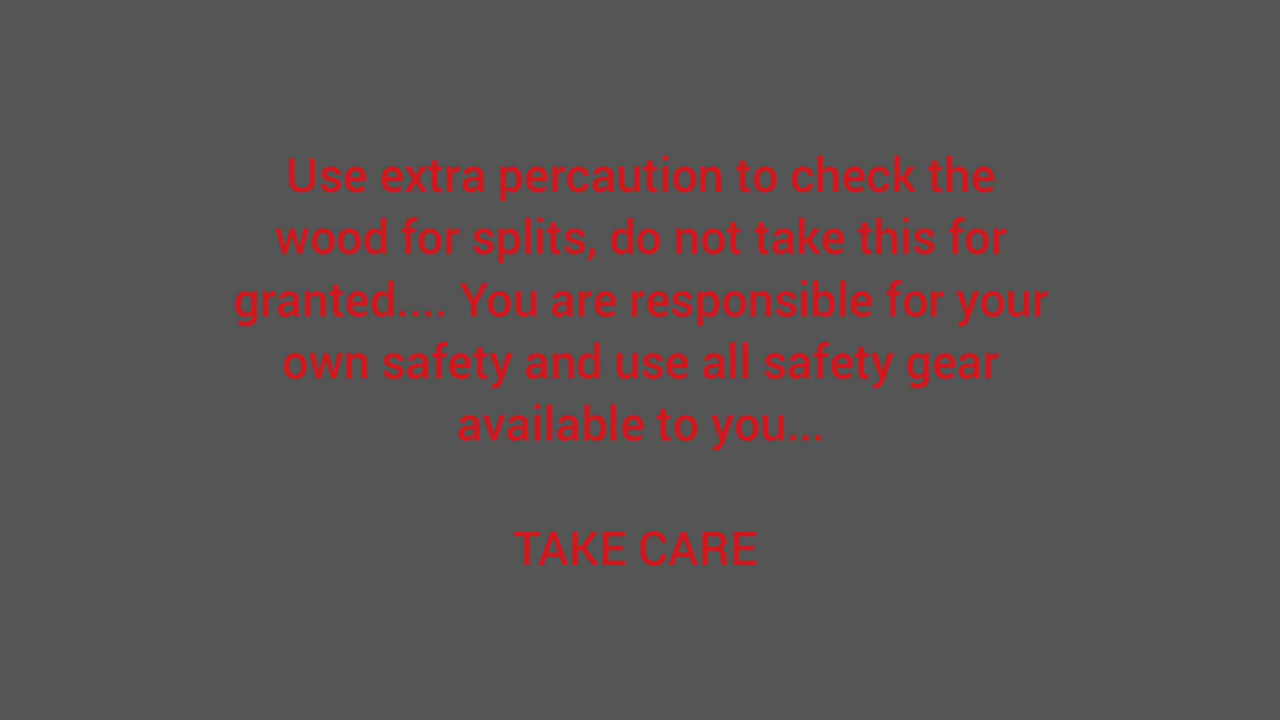 Use extra percaution to check the
wood for splits, do not take this for
granted.... You are responsible for your
own safety and use all safety gear
available to you...
TAKE CARE